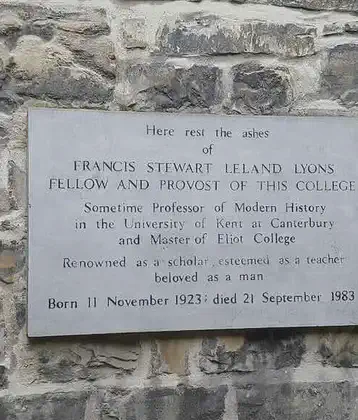 Here rest the ashes
of
FRANCIS STEWART LELAND LYONS
FELLOW AND PROVOST OF THIS COLLEGE
Sometime Professor of Modern History
in the University of Kent at Canterbury
and Master of Eliot College
Renowned as a scholar, esteemed as a teacher
beloved as a man
Born 11 November 1923; died 21 September 1983